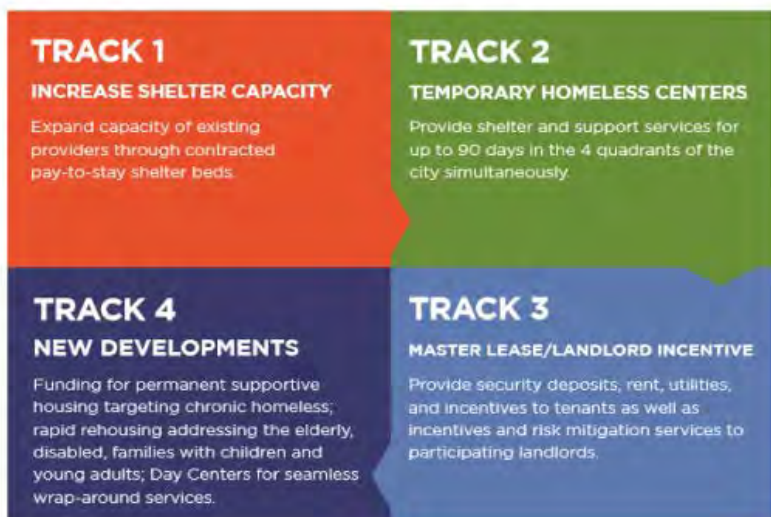 TRACK 1
INCREASE SHELTER CAPACITY
Expand capacity of existing
providers through contracted
pay-to-stay shelter beds.
TRACK 2
TEMPORARY HOMELESS CENTERS
Provide shelter and support services for
up to 90 days in the 4 quadrants of the
city simultaneously.
TRACK 4
NEW DEVELOPMENTS
Funding for permanent supportive
housing targeting chronic homeless;
rapid rehousing addressing the elderly,
disabled, families with children and
young adults; Day Centers for seamless
wrap-around services.
TRACK 3
MASTER LEASE/LANDLORD INCENTIVE
Provide security deposits, rent, utilities,
and incentives to tenants as well as
incentives and risk mitigation services to
participating landlords.